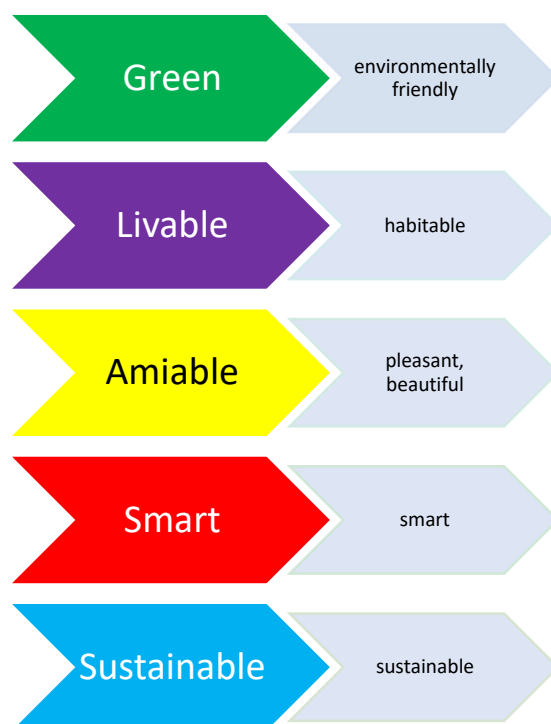 Green
environmentally
friendly
Livable
habitable
Amiable
pleasant,
beautiful
Smart
smart
Sustainable
sustainable